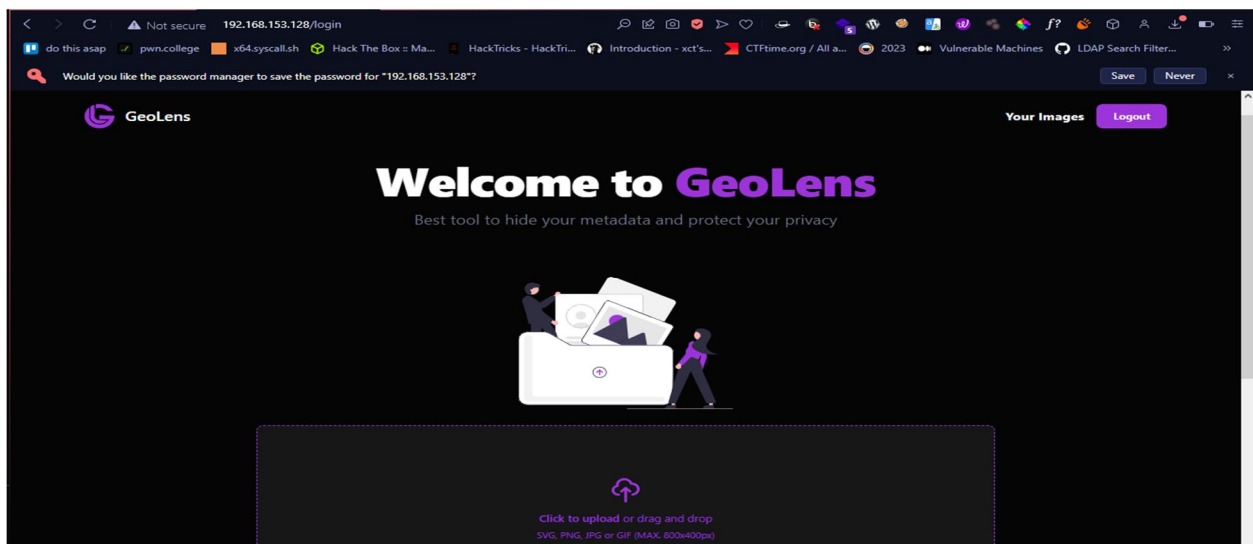 Not secure 192.168.153.128/login
do this asap pwn.college x64.syscall.sh Hack The Box :: Ma... HackTricks - HackTri... Introduction - xct's... CTFtime.org / All a... 2023 Vulnerable Machines LDAP Search Filter... »
Would you like the password manager to save the password for "192.168.153.128"? Save Never ×
GeoLens Your Images Logout
Welcome to GeoLens
Best tool to hide your metadata and protect your privacy
Click to upload or drag and drop
SVG, PNG, JPG or GIF (MAX. 800x400px)